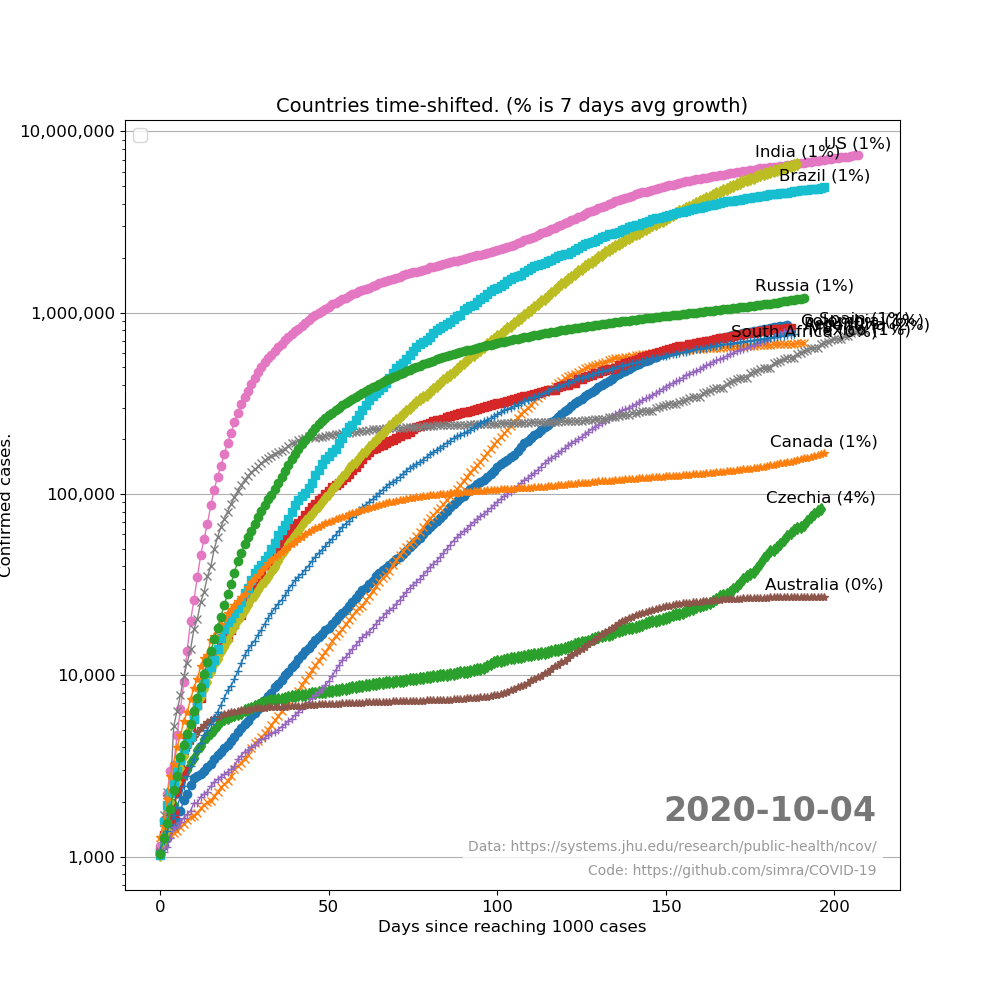 Countries time-shifted. (% is 7 days avg growth)
10,000,000
1,000,000
100,000
10,000
1,000
Confirmed cases.
US (1%)
India (1%)
Brazil (1%)
Russia (1%)
Spain (1%)
South Africa
Canada (1%)
Czechia (4%)
Australia (0%)
2020-10-04
Data: https://systems.jhu.edu/research/public-health/ncov/
Code: https://github.com/simra/COVID-19
0 50 100 150 200
Days since reaching 1000 cases